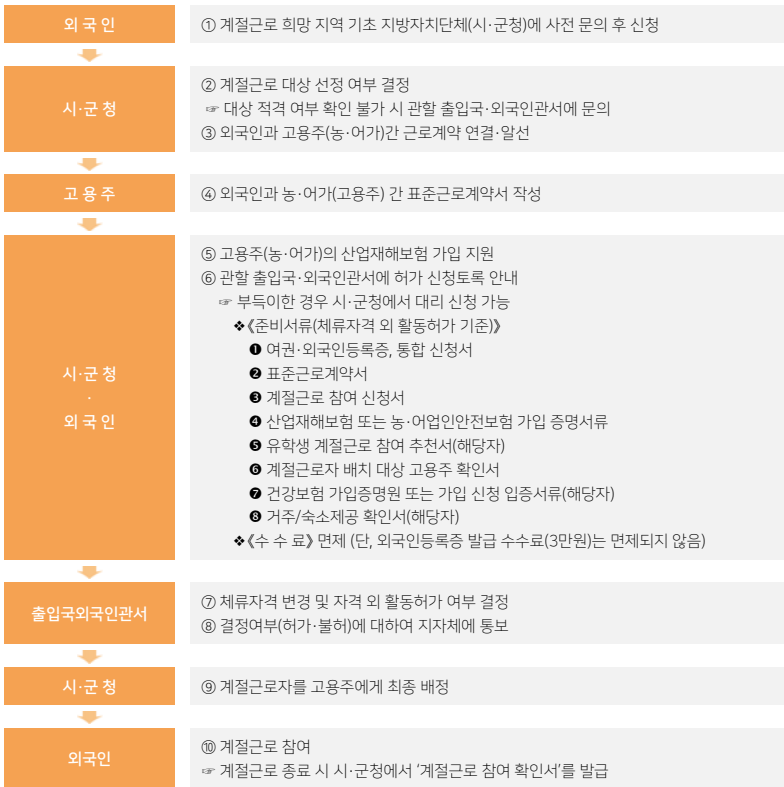 외 국 인
① 계절근로 희망 지역 기초 지방자치단체(시·군청)에 사전 문의 후 신청
시·군 청
② 계절근로 대상 선정 여부 결정
☞ 대상 적격 여부 확인 불가 시 관할 출입국·외국인관서에 문의
③ 외국인과 고용주(농·어가)간 근로계약 연결·알선
고 용 주
④ 외국인과 농·어가(고용주) 간 표준근로계약서 작성
시·군 청
·
외 국 인
⑤ 고용주(농·어가)의 산업재해보험 가입 지원
⑥ 관할 출입국·외국인관서에 허가 신청토록 안내
☞ 부득이한 경우 시·군청에서 대리 신청 가능
❖《준비서류(체류자격 외 활동허가 기준)》
❶ 여권·외국인등록증, 통합 신청서
❷ 표준근로계약서
❸ 계절근로 참여 신청서
❹ 산업재해보험 또는 농·어업인안전보험 가입 증명서류
❺ 유학생 계절근로 참여 추천서(해당자)
❻ 계절근로자 배치 대상 고용주 확인서
❼ 건강보험 가입증명원 또는 가입 신청 입증서류(해당자)
❽ 거주/숙소제공 확인서(해당자)
❖《수 수 료》 면제 (단, 외국인등록증 발급 수수료(3만원)는 면제되지 않음)
출입국외국인관서
⑦ 체류자격 변경 및 자격 외 활동허가 여부 결정
⑧ 결정여부(허가·불허)에 대하여 지자체에 통보
시·군 청
⑨ 계절근로자를 고용주에게 최종 배정
외국인
⑩ 계절근로 참여
☞ 계절근로 종료 시 시·군청에서 '계절근로 참여 확인서'를 발급